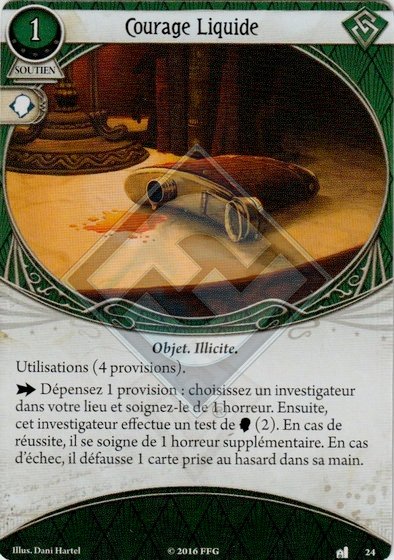 1
Courage Liquide
SOUTIEN
Objet. Illicite.
Utilisations (4 provisions).
Dépensez 1 provision : choisissez un investigateur
dans votre lieu et soignez-le de 1 horreur. Ensuite,
cet investigateur effectue un test de (2). En cas de
réussite, il se soigne de 1 horreur supplémentaire. En cas
d'échec, il défausse 1 carte prise au hasard dans sa main.
Illus. Dani Hartel
© 2016 FFG
24